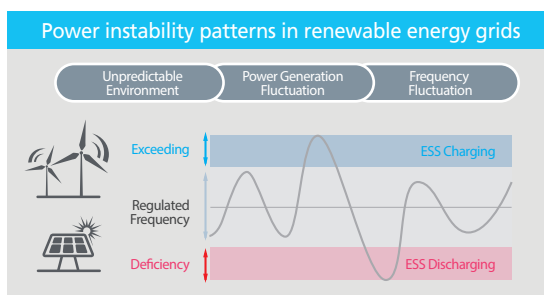 Power instability patterns in renewable energy grids
Unpredictable
Environment
Power Generation
Fluctuation
Frequency
Fluctuation
Exceeding
ESS Charging
Regulated
Frequency
Deficiency
ESS Discharging